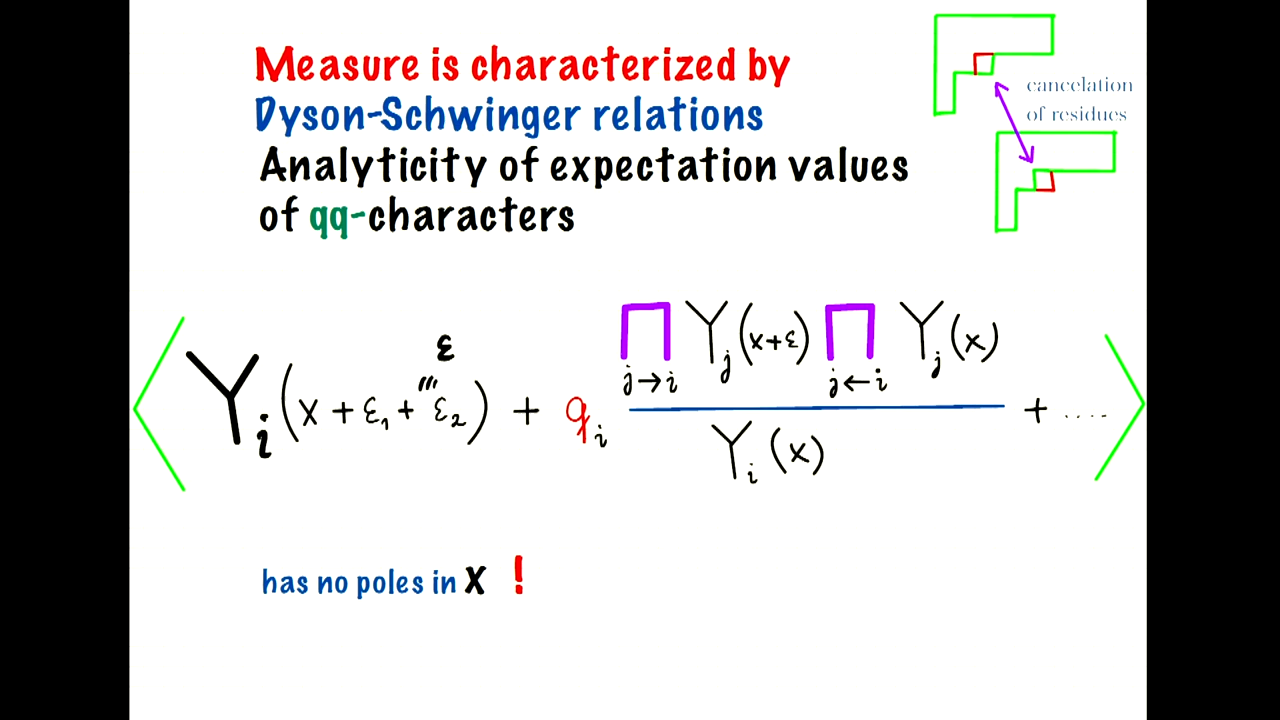 Measure is characterized by
Dyson-Schwinger relations
Analyticity of expectation values
of qq-characters
cancelation
of residues
ε
∏ Y_j(x+ε) ∏ Y_j(x)
j→i j←i
⟨ Y_i(x + ε_1 + ε_2) + q_i ―――― + ..... ⟩
Y_i(x)
has no poles in X !